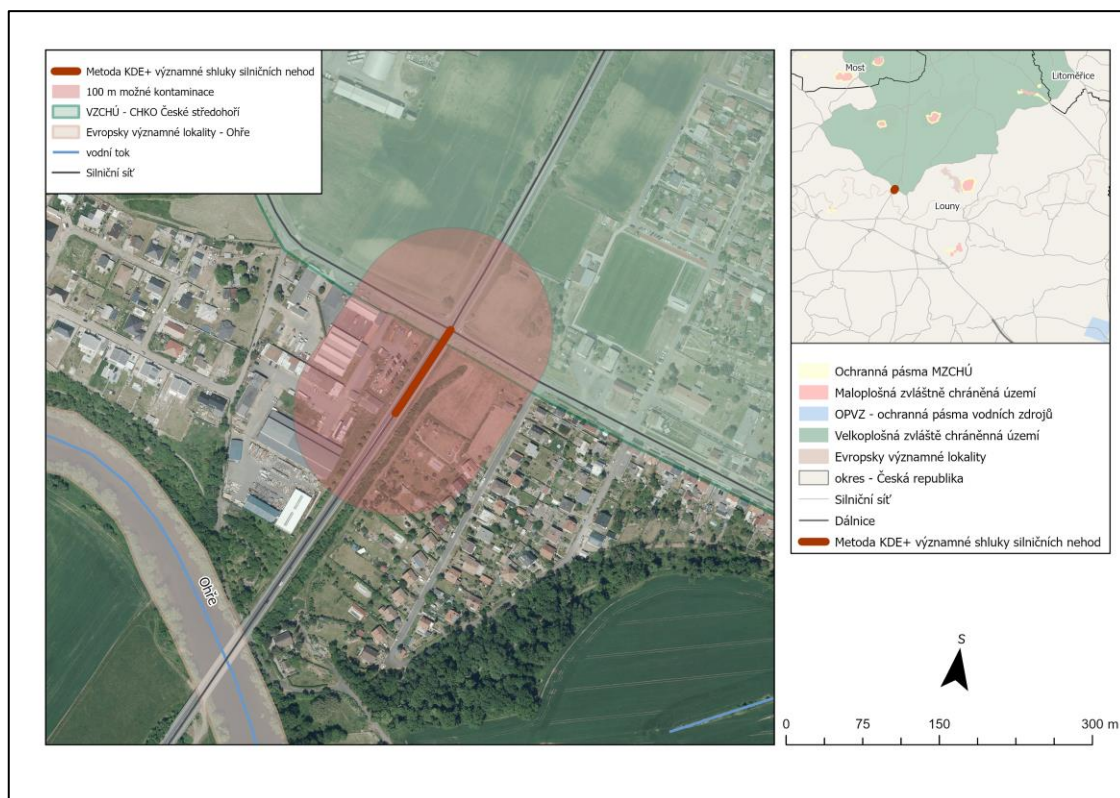 Metoda KDE+ významné shluky silničních nehod
100 m možné kontaminace
VZCHÚ - CHKO České středohoří
Evropsky významné lokality - Ohře
vodní tok
Silniční síť
Ohře
Most
Litoměřice
Louny
Ochranná pásma MZCHÚ
Maloplošná zvláštně chráněná území
OPVZ - ochranná pásma vodních zdrojů
Velkoplošná zvláště chráněnná území
Evropsky významné lokality
okres - Česká republika
Silniční síť
Dálnice
Metoda KDE+ významné shluky silničních nehod
S
0 75 150 300 m